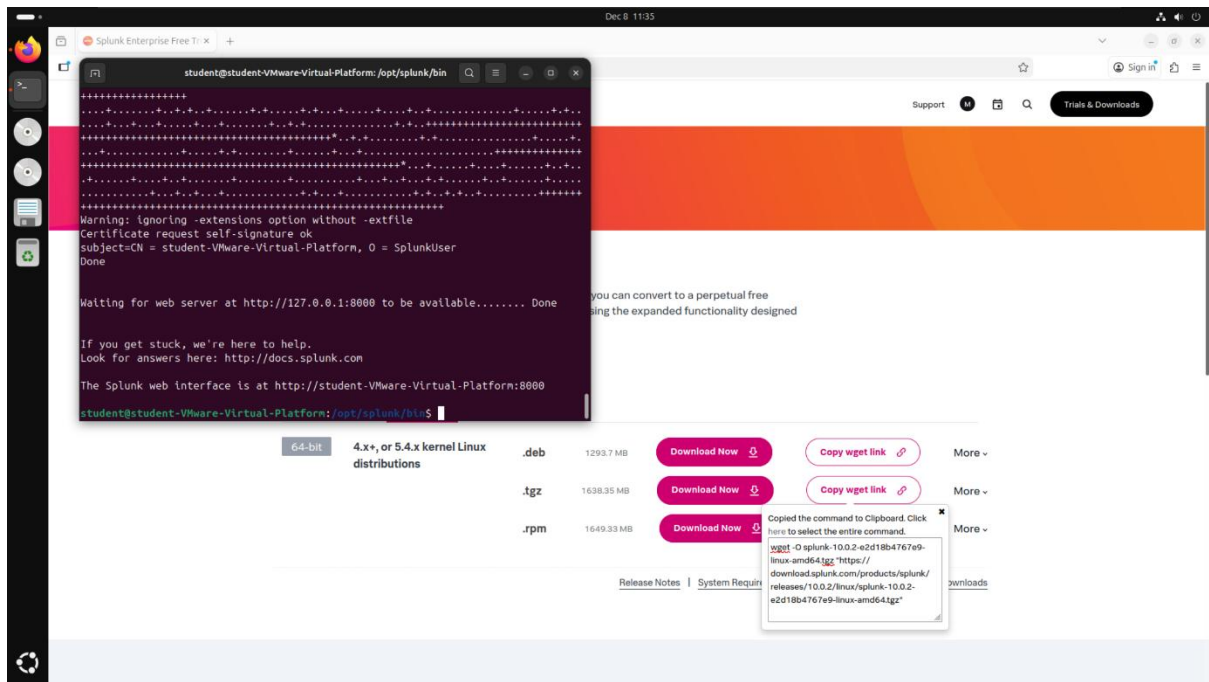 Dec 8 11:35
Splunk Enterprise Free Tr
Sign in
student@student-VMware-Virtual-Platform: /opt/splunk/bin
Support
M
Trials & Downloads
Warning: ignoring -extensions option without -extfile
Certificate request self-signature ok
subject=CN = student-VMware-Virtual-Platform, O = SplunkUser
Done
Waiting for web server at http://127.0.0.1:8000 to be available........ Done
If you get stuck, we're here to help.
Look for answers here: http://docs.splunk.com
The Splunk web interface is at http://student-VMware-Virtual-Platform:8000
student@student-VMware-Virtual-Platform:/opt/splunk/bin$
you can convert to a perpetual free
sing the expanded functionality designed
64-bit
4.x+, or 5.4.x kernel Linux
distributions
.deb 1293.7 MB Download Now Copy wget link More
.tgz 1638.35 MB Download Now Copy wget link More
.rpm 1649.33 MB Download Now More
Copied the command to Clipboard. Click
here to select the entire command.
wget -O splunk-10.0.2-e2d18b4767e9-
linux-amd64.tgz "https://
download.splunk.com/products/splunk/
releases/10.0.2/linux/splunk-10.0.2-
e2d18b4767e9-linux-amd64.tgz"
Release Notes | System Require
ownloads